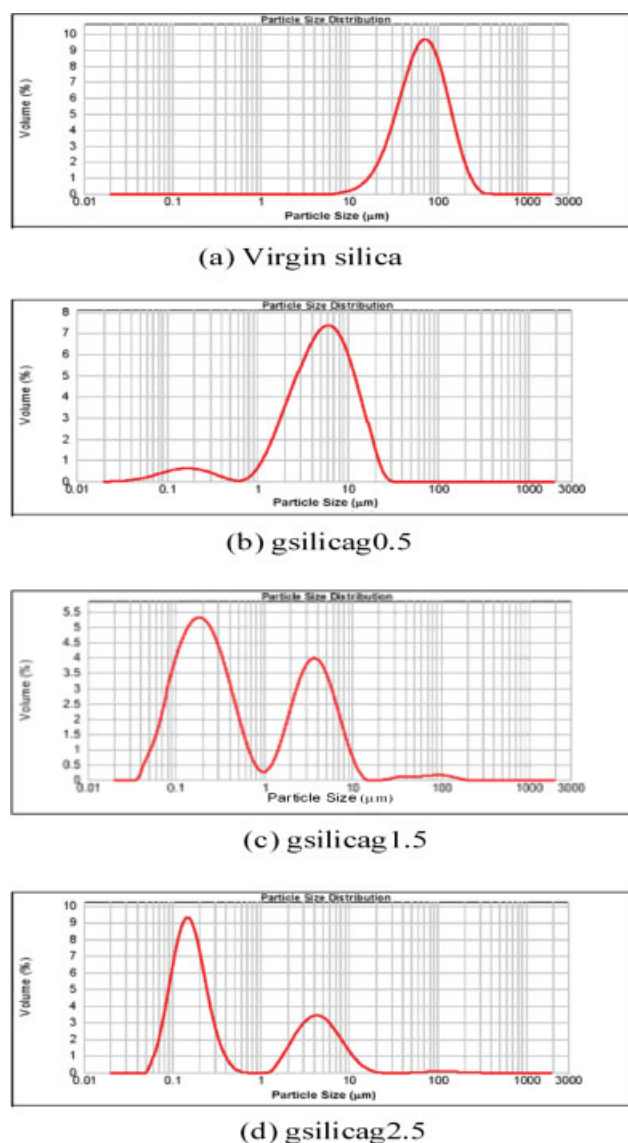 Particle Size Distribution
10
9
8
7
6
5
4
3
2
1
0
Volume (%)
0.01 0.1 1 10 100 1000 3000
Particle Size (µm)
(a) Virgin silica
Particle Size Distribution
8
7
6
5
4
3
2
1
0
Volume (%)
0.01 0.1 1 10 100 1000 3000
Particle Size (µm)
(b) gsilicag0.5
Particle Size Distribution
5.5
5
4.5
4
3.5
3
2.5
2
1.5
1
0.5
0
Volume (%)
0.01 0.1 1 10 100 1000 3000
Particle Size (µm)
(c) gsilicag1.5
Particle Size Distribution
10
9
8
7
6
5
4
3
2
1
0
Volume (%)
0.01 0.1 1 10 100 1000 3000
Particle Size (µm)
(d) gsilicag2.5